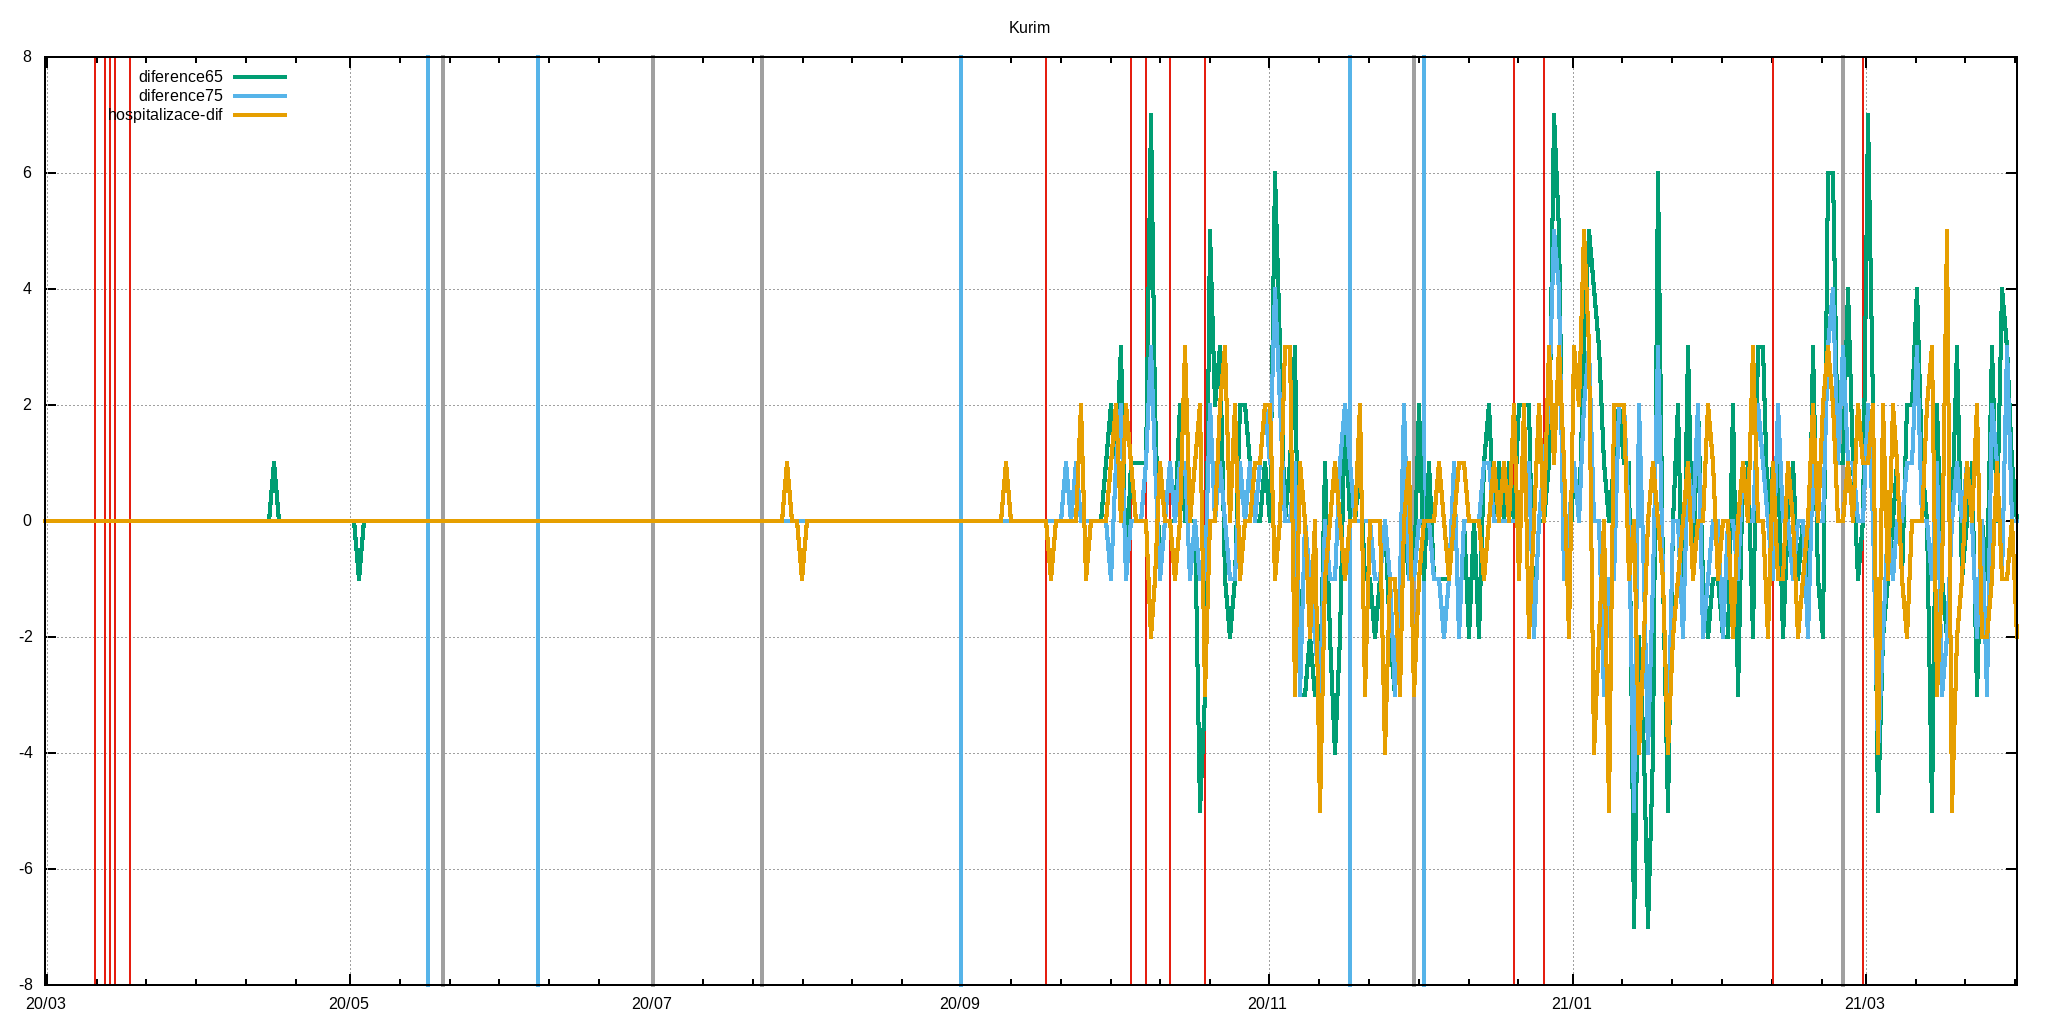 Kurim
diference65
diference75
hospitalizace-dif
8
6
4
2
0
-2
-4
-6
-8
20/03 20/05 20/07 20/09 20/11 21/01 21/03